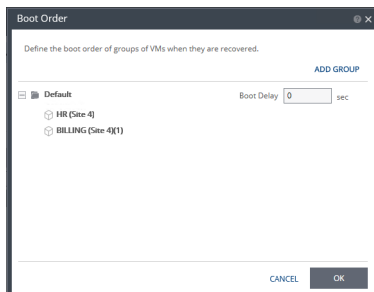 Boot Order
Define the boot order of groups of VMs when they are recovered.
ADD GROUP
Default Boot Delay 0 sec
HR (Site 4)
BILLING (Site 4)(1)
CANCEL OK